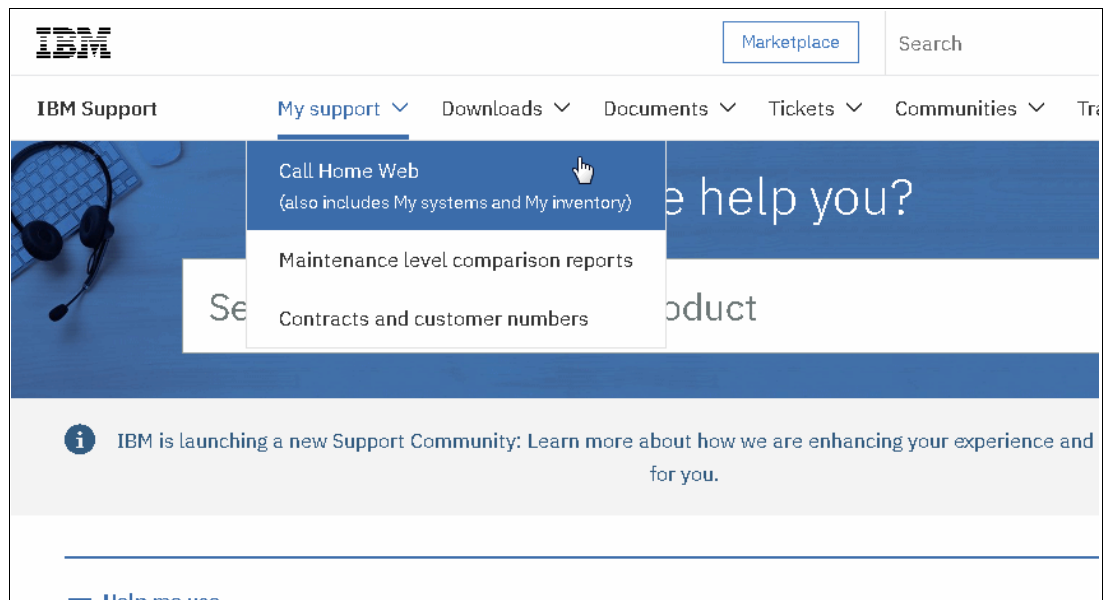 IBM
Marketplace
Search
IBM Support
My support
Downloads
Documents
Tickets
Communities
Call Home Web
(also includes My systems and My inventory)
help you?
Maintenance level comparison reports
Contracts and customer numbers
IBM is launching a new Support Community: Learn more about how we are enhancing your experience and
for you.